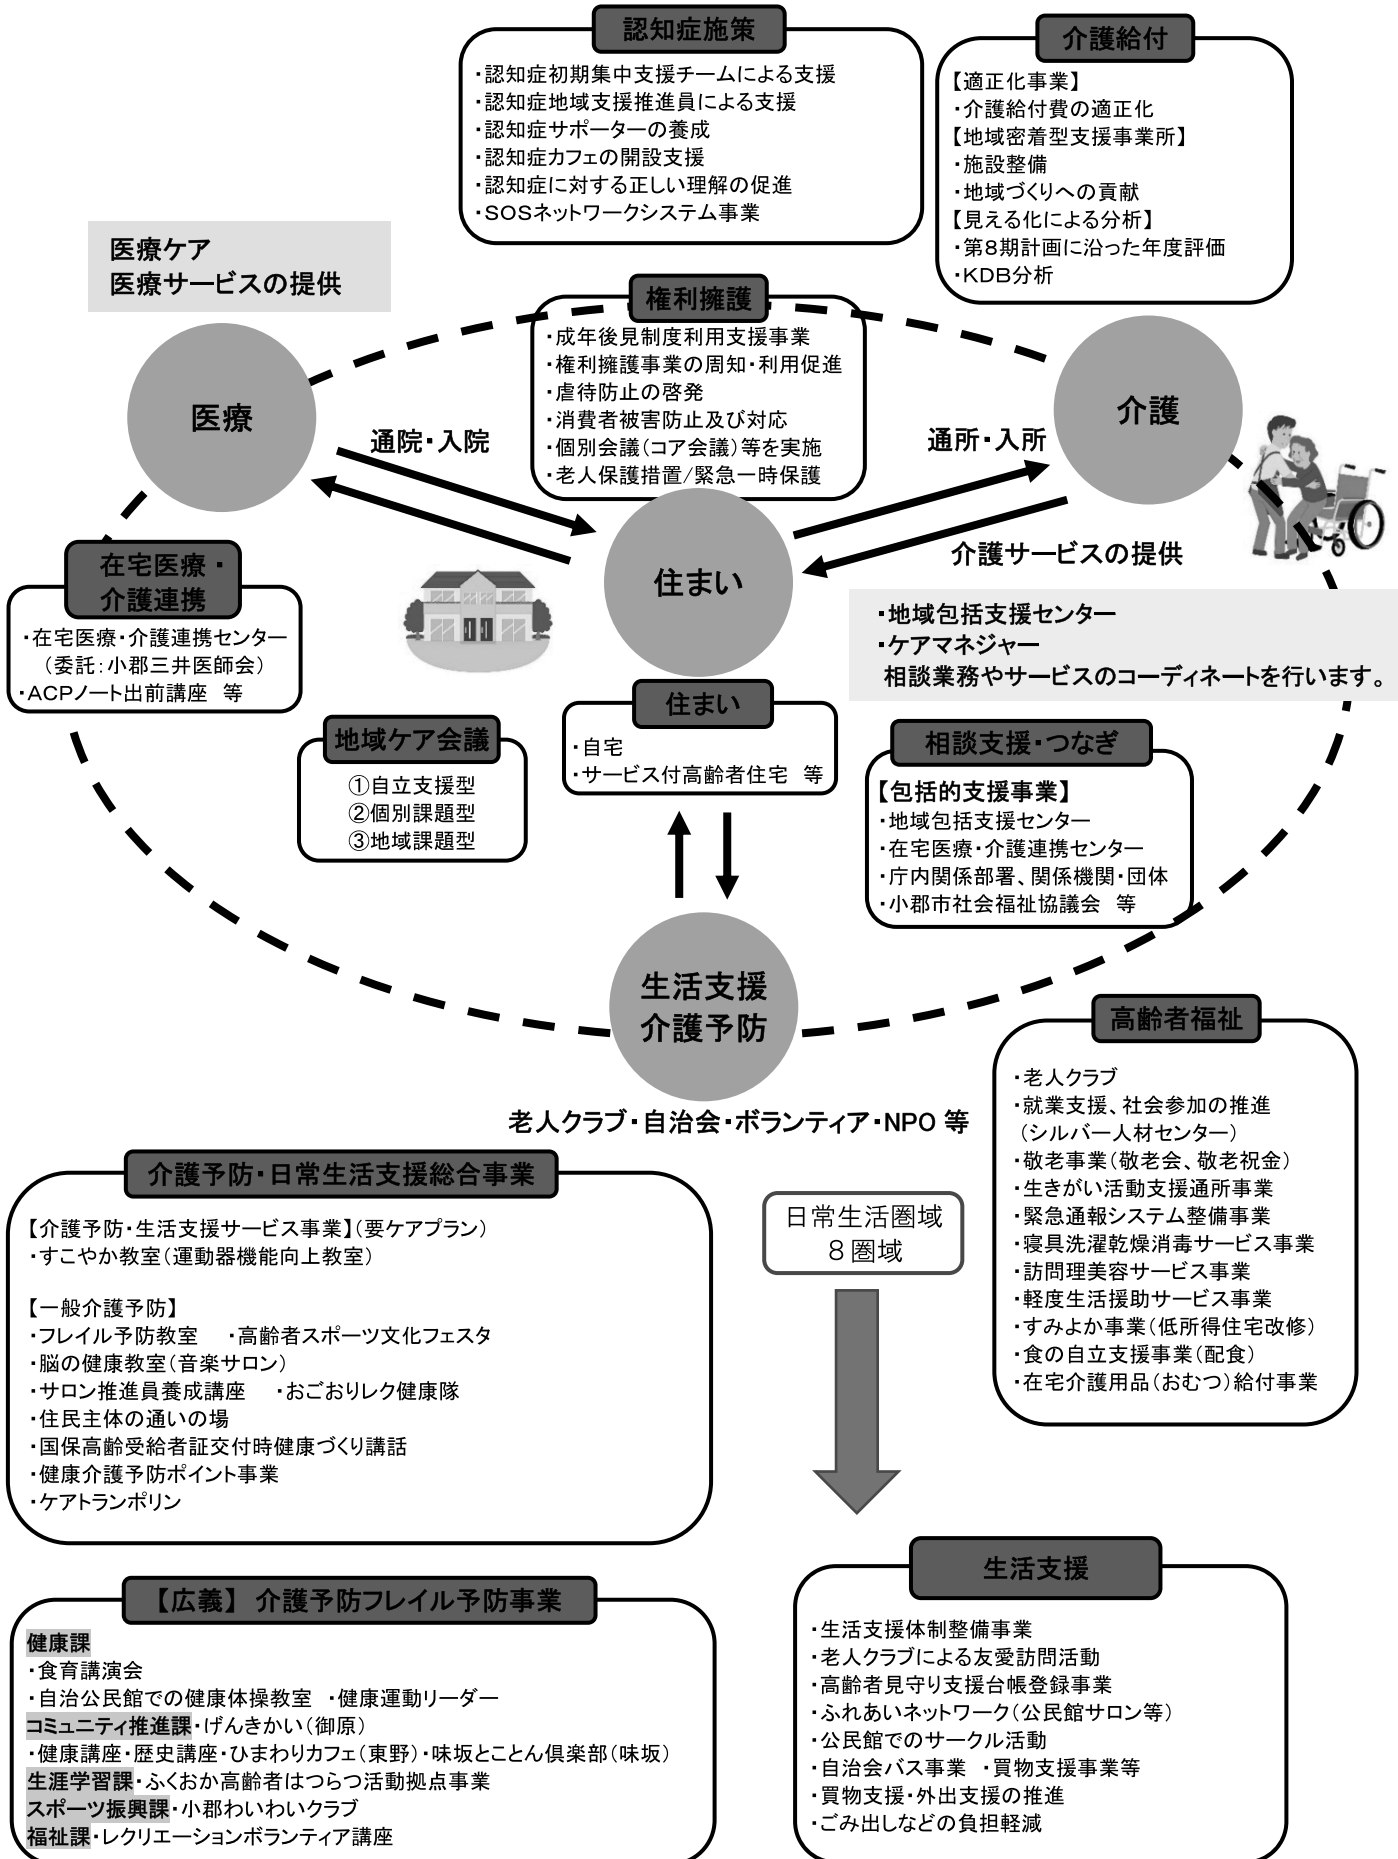 認知症施策
・認知症初期集中支援チームによる支援
・認知症地域支援推進員による支援
・認知症サポーターの養成
・認知症カフェの開設支援
・認知症に対する正しい理解の促進
・SOSネットワークシステム事業
介護給付
【適正化事業】
・介護給付費の適正化
【地域密着型支援事業所】
・施設整備
・地域づくりへの貢献
【見える化による分析】
・第8期計画に沿った年度評価
・KDB分析
医療ケア
医療サービスの提供
権利擁護
・成年後見制度利用支援事業
・権利擁護事業の周知・利用促進
・虐待防止の啓発
・消費者被害防止及び対応
・個別会議(コア会議)等を実施
・老人保護措置/緊急一時保護
医療
通院・入院
介護
通所・入所
介護サービスの提供
住まい
在宅医療・
介護連携
・在宅医療・介護連携センター
（委託：小郡三井医師会）
・ACPノート出前講座　等
・地域包括支援センター
・ケアマネジャー
相談業務やサービスのコーディネートを行います。
住まい
・自宅
・サービス付高齢者住宅　等
地域ケア会議
①自立支援型
②個別課題型
③地域課題型
相談支援・つなぎ
【包括的支援事業】
・地域包括支援センター
・在宅医療・介護連携センター
・庁内関係部署、関係機関・団体
・小郡市社会福祉協議会　等
生活支援
介護予防
老人クラブ・自治会・ボランティア・NPO 等
高齢者福祉
・老人クラブ
・就業支援、社会参加の推進
（シルバー人材センター）
・敬老事業(敬老会、敬老祝金)
・生きがい活動支援通所事業
・緊急通報システム整備事業
・寝具洗濯乾燥消毒サービス事業
・訪問理美容サービス事業
・軽度生活援助サービス事業
・すみよか事業(低所得住宅改修)
・食の自立支援事業(配食)
・在宅介護用品(おむつ)給付事業
介護予防・日常生活支援総合事業
【介護予防・生活支援サービス事業】(要ケアプラン)
・すこやか教室(運動器機能向上教室)
【一般介護予防】
・フレイル予防教室　・高齢者スポーツ文化フェスタ
・脳の健康教室(音楽サロン)
・サロン推進員養成講座　・おごおりレク健康隊
・住民主体の通いの場
・国保高齢受給者証交付時健康づくり講話
・健康介護予防ポイント事業
・ケアトランポリン
日常生活圏域
８圏域
【広義】 介護予防フレイル予防事業
健康課
・食育講演会
・自治公民館での健康体操教室　・健康運動リーダー
コミュニティ推進課・げんきかい(御原)
・健康講座・歴史講座・ひまわりカフェ(東野)・味坂とことん倶楽部(味坂)
生涯学習課・ふくおか高齢者はつらつ活動拠点事業
スポーツ振興課・小郡わいわいクラブ
福祉課・レクリエーションボランティア講座
生活支援
・生活支援体制整備事業
・老人クラブによる友愛訪問活動
・高齢者見守り支援台帳登録事業
・ふれあいネットワーク(公民館サロン等)
・公民館でのサークル活動
・自治会バス事業　・買物支援事業等
・買物支援・外出支援の推進
・ごみ出しなどの負担軽減